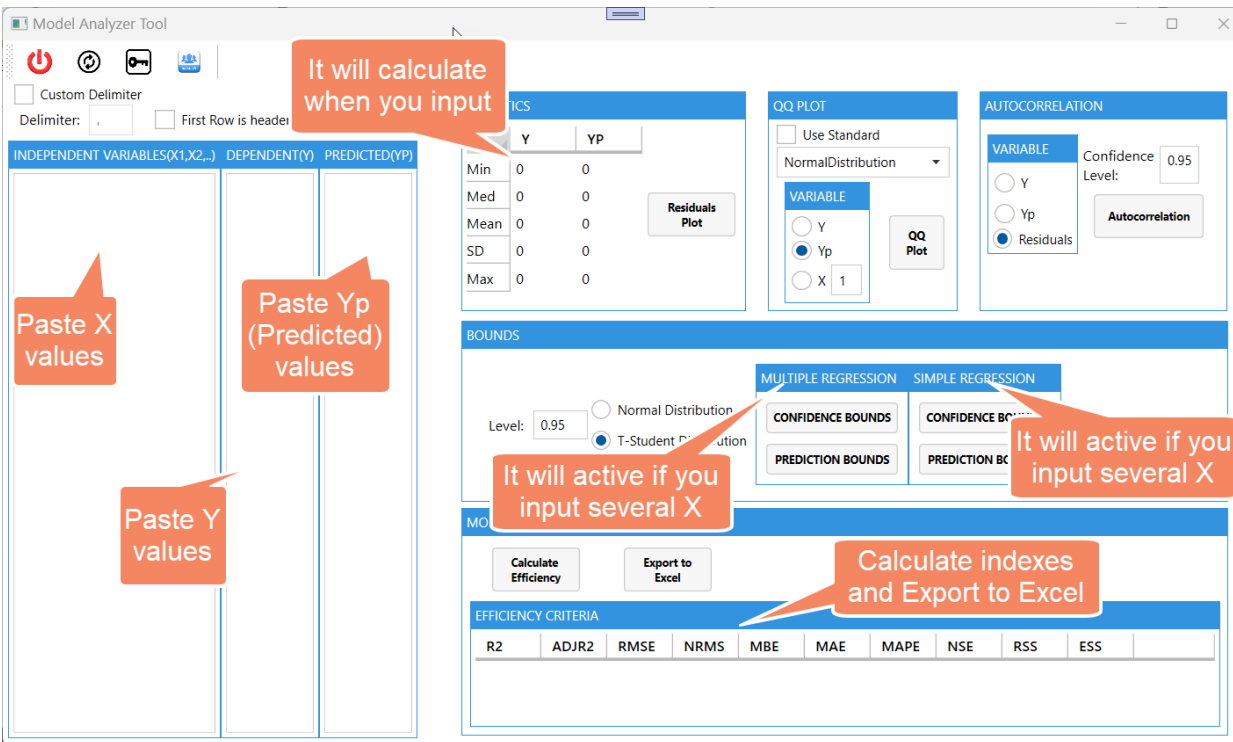 Model Analyzer Tool
Custom Delimiter
Delimiter: ,
First Row is header
It will calculate
when you input
INDEPENDENT VARIABLES(X1,X2,..)
DEPENDENT(Y)
PREDICTED(YP)
Paste X
values
Paste Y
values
Paste Yp
(Predicted)
values
Y YP
Min 0 0
Med 0 0
Mean 0 0
SD 0 0
Max 0 0
Residuals
Plot
QQ PLOT
Use Standard
NormalDistribution
VARIABLE
Y
Yp
X 1
QQ
Plot
AUTOCORRELATION
VARIABLE
Y
Yp
Residuals
Confidence
Level:
0.95
Autocorrelation
BOUNDS
Level: 0.95
Normal Distribution
T-Student
MULTIPLE REGRESSION
CONFIDENCE BOUNDS
PREDICTION BOUNDS
SIMPLE REGRESSION
CONFIDENCE
PREDICTION
It will active if you
input several X
It will active if you
input several X
Calculate
Efficiency
Export to
Excel
Calculate indexes
and Export to Excel
EFFICIENCY CRITERIA
R2 ADJR2 RMSE NRMS MBE MAE MAPE NSE RSS ESS